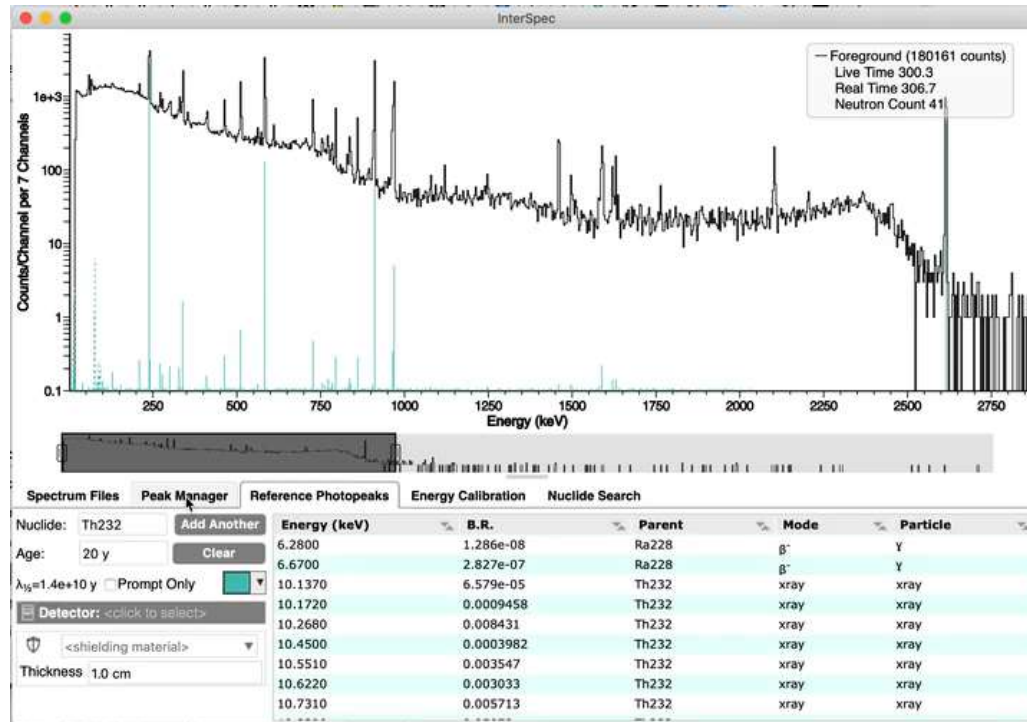 InterSpec
Foreground (180161 counts)
Live Time 300.3
Real Time 306.7
Neutron Count 41
Counts/Channel per 7 Channels
1e+3
100
10
1
0.1
250 500 750 1000 1250 1500 1750 2000 2250 2500 2750
Energy (keV)
Spectrum Files Peak Manager Reference Photopeaks Energy Calibration Nuclide Search
Nuclide: Th232 Add Another
Age: 20 y Clear
λ½=1.4e+10 y Prompt Only
Detector: <click to select>
<shielding material>
Thickness 1.0 cm
Energy (keV) B.R. Parent Mode Particle
6.2800 1.286e-08 Ra228 β- γ
6.6700 2.827e-07 Ra228 β- γ
10.1370 6.579e-05 Th232 xray xray
10.1720 0.0009458 Th232 xray xray
10.2680 0.008431 Th232 xray xray
10.4500 0.0003982 Th232 xray xray
10.5510 0.003547 Th232 xray xray
10.6220 0.003033 Th232 xray xray
10.7310 0.005713 Th232 xray xray